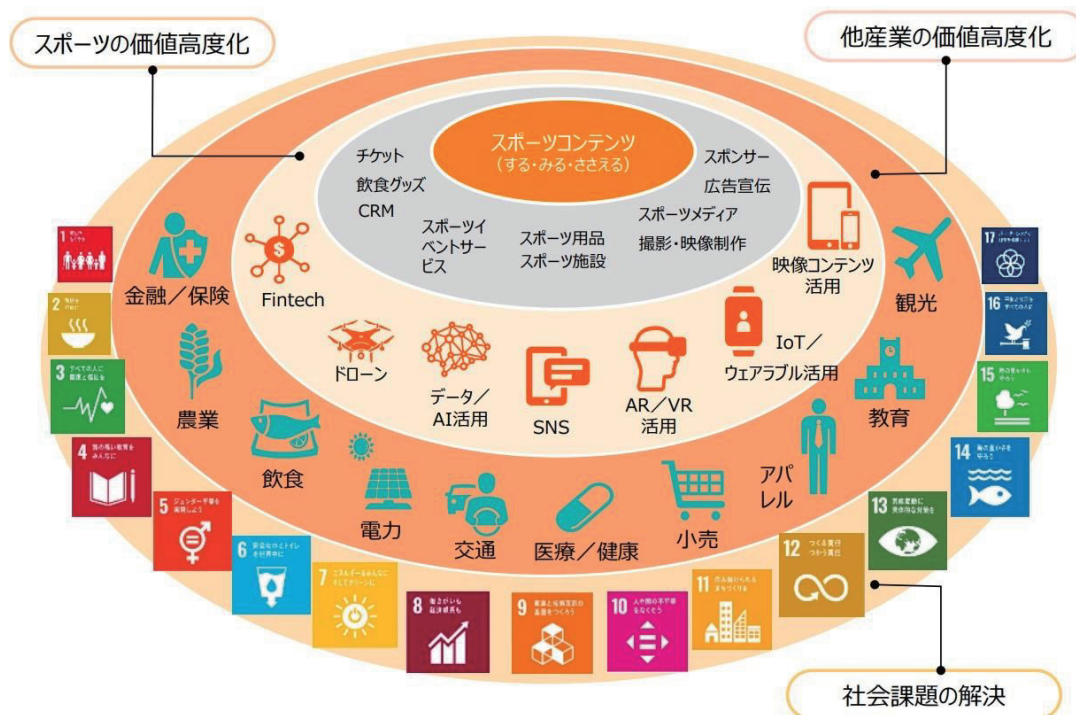 スポーツの価値高度化
他産業の価値高度化
スポーツコンテンツ
(する・みる・ささえる)
チケット
飲食グッズ
CRM
スポーツイ
ベントサー
ビス
スポーツ用品
スポーツ施設
スポンサー
広告宣伝
スポーツメディア
撮影・映像制作
Fintech
ドローン
データ/
AI活用
SNS
AR/VR
活用
IoT/
ウェアラブル活用
映像コンテンツ
活用
金融/保険
農業
飲食
電力
交通
医療/健康
小売
アパ
レル
教育
観光
1
2
3 すべての人に
健康と福祉を
4 質の高い教育を
みんなに
5 ジェンダー平等を
実現しよう
6 安全な水とトイレ
を世界中に
7 エネルギーをみんなに
そしてクリーンに
8 働きがいも
経済成長も
9 産業と技術革新の
基盤をつくろう
10 人や国の不平等
をなくそう
11 住み続けられる
まちづくりを
12 つくる責任
つかう責任
13 気候変動に
具体的な対策を
14 海の豊かさを
守ろう
15 陸の豊かさも
守ろう
16 平和と公正を
すべての人に
17
社会課題の解決